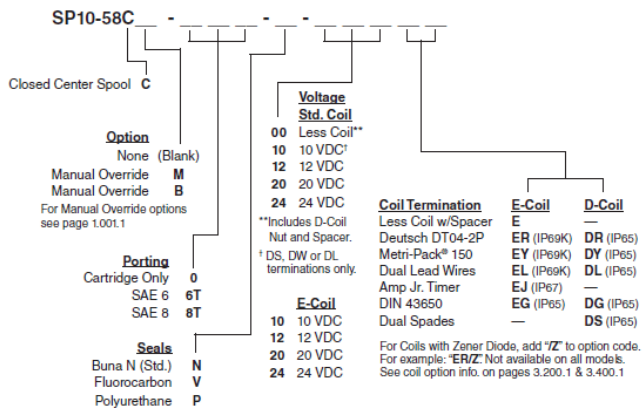 SP10-58C__ - __ __ __ - __ - __ __ __ __ __
Closed Center Spool C
Option
None (Blank)
Manual Override M
Manual Override B
For Manual Override options
see page 1.001.1
Porting
Cartridge Only 0
SAE 6 6T
SAE 8 8T
Seals
Buna N (Std.) N
Fluorocarbon V
Polyurethane P
Voltage
Std. Coil
00 Less Coil**
10 10 VDC†
12 12 VDC
20 20 VDC
24 24 VDC
**Includes D-Coil
Nut and Spacer.
† DS, DW or DL
terminations only.
E-Coil
10 10 VDC
12 12 VDC
20 20 VDC
24 24 VDC
Coil Termination E-Coil D-Coil
Less Coil w/Spacer E —
Deutsch DT04-2P ER (IP69K) DR (IP65)
Metri-Pack® 150 EY (IP69K) DY (IP65)
Dual Lead Wires EL (IP69K) DL (IP65)
Amp Jr. Timer EJ (IP67) —
DIN 43650 EG (IP65) DG (IP65)
Dual Spades — DS (IP65)
For Coils with Zener Diode, add "/Z" to option code.
For example: "ER/Z". Not available on all models.
See coil option info. on pages 3.200.1 & 3.400.1